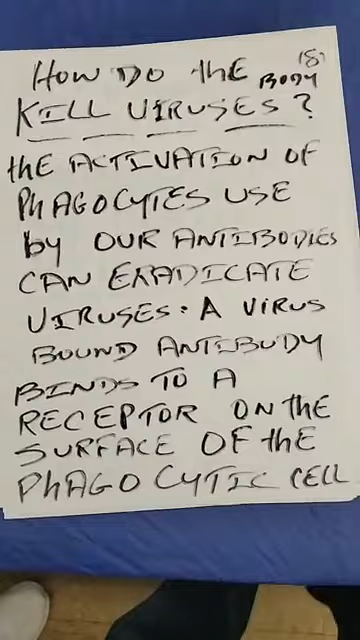 (8)
HOW DO the BODY
KILL VIRUSES?
the ACTIVATION OF
PHAGOCYTES USE
by OUR ANTIBODIES
CAN ERADICATE
VIRUSES. A VIRUS
BOUND ANTIBODY
BINDS TO A
RECEPTOR ON the
SURFACE OF the
PHAGOCYTIC CELL